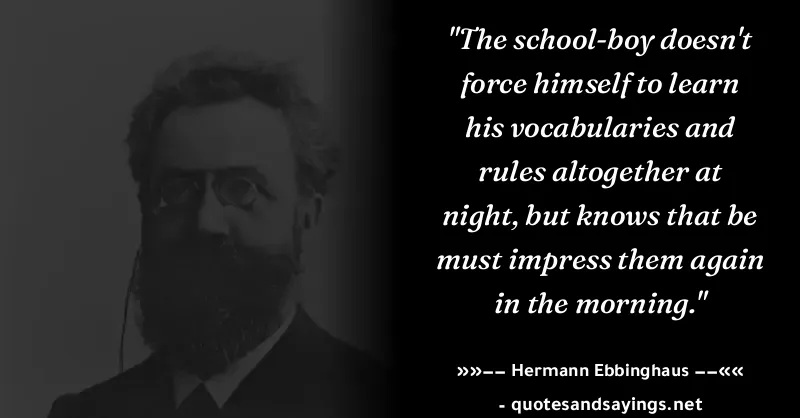 "The school-boy doesn't
force himself to learn
his vocabularies and
rules altogether at
night, but knows that be
must impress them again
in the morning."
»»−− Hermann Ebbinghaus −−««
- quotesandsayings.net